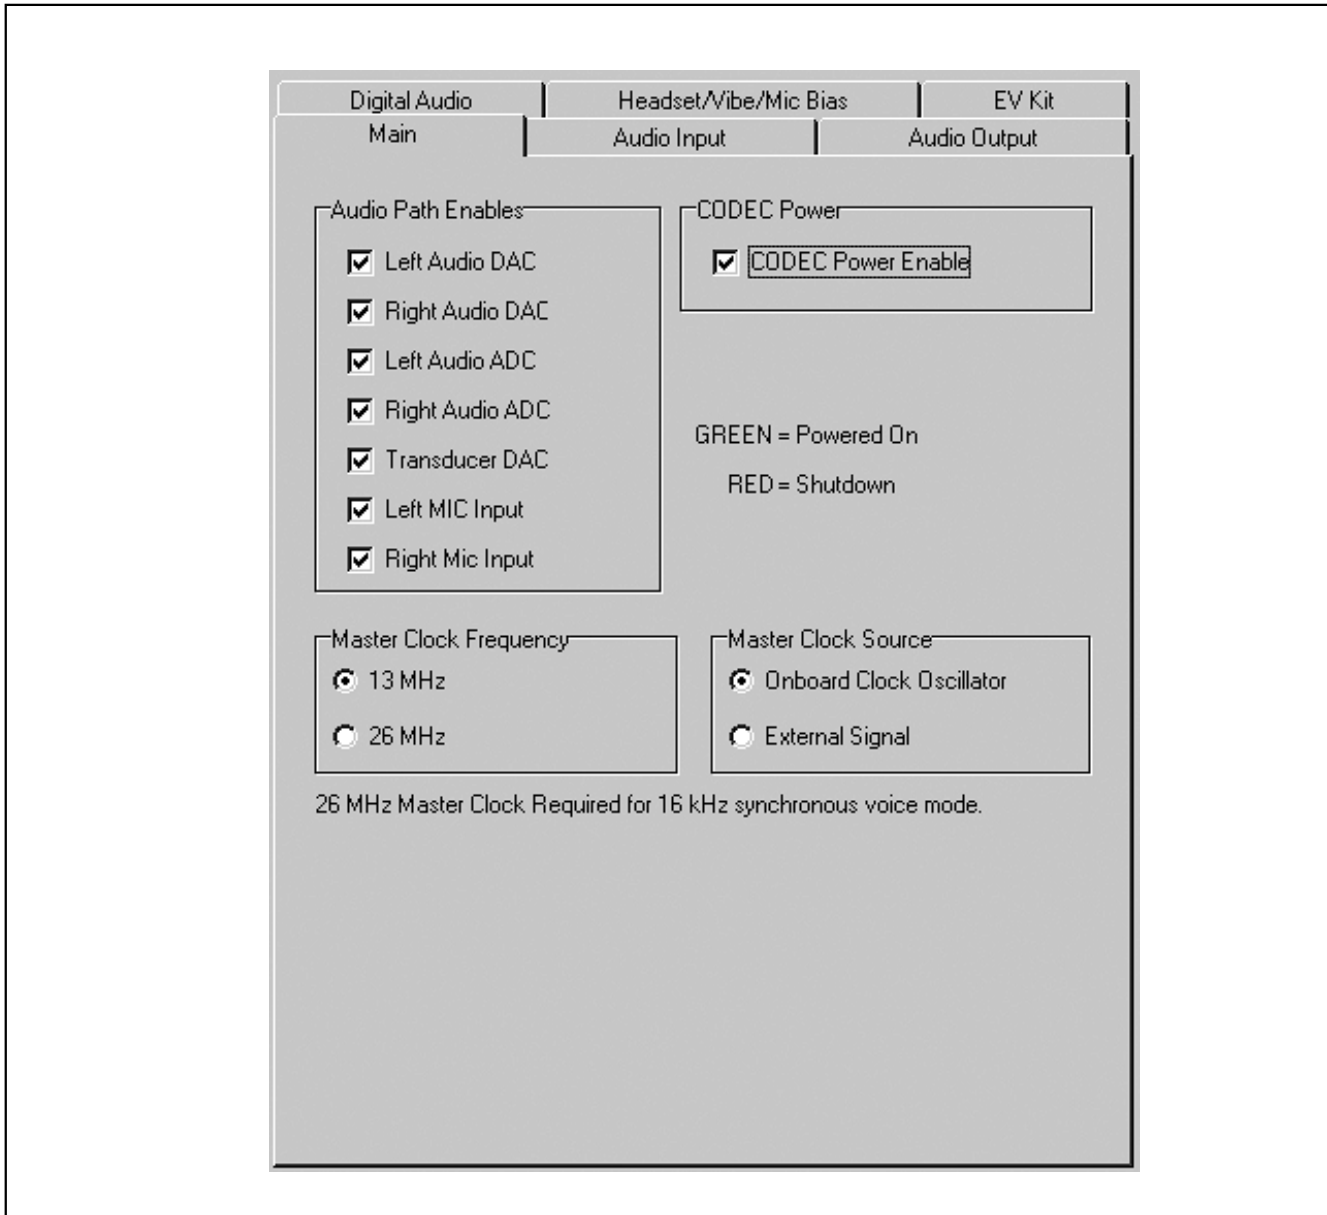 Digital Audio
Headset/Vibe/Mic Bias
EV Kit
Main
Audio Input
Audio Output
Audio Path Enables
Left Audio DAC
Right Audio DAC
Left Audio ADC
Right Audio ADC
Transducer DAC
Left MIC Input
Right Mic Input
CODEC Power
CODEC Power Enable
GREEN = Powered On
RED = Shutdown
Master Clock Frequency
13 MHz
26 MHz
Master Clock Source
Onboard Clock Oscillator
External Signal
26 MHz Master Clock Required for 16 kHz synchronous voice mode.